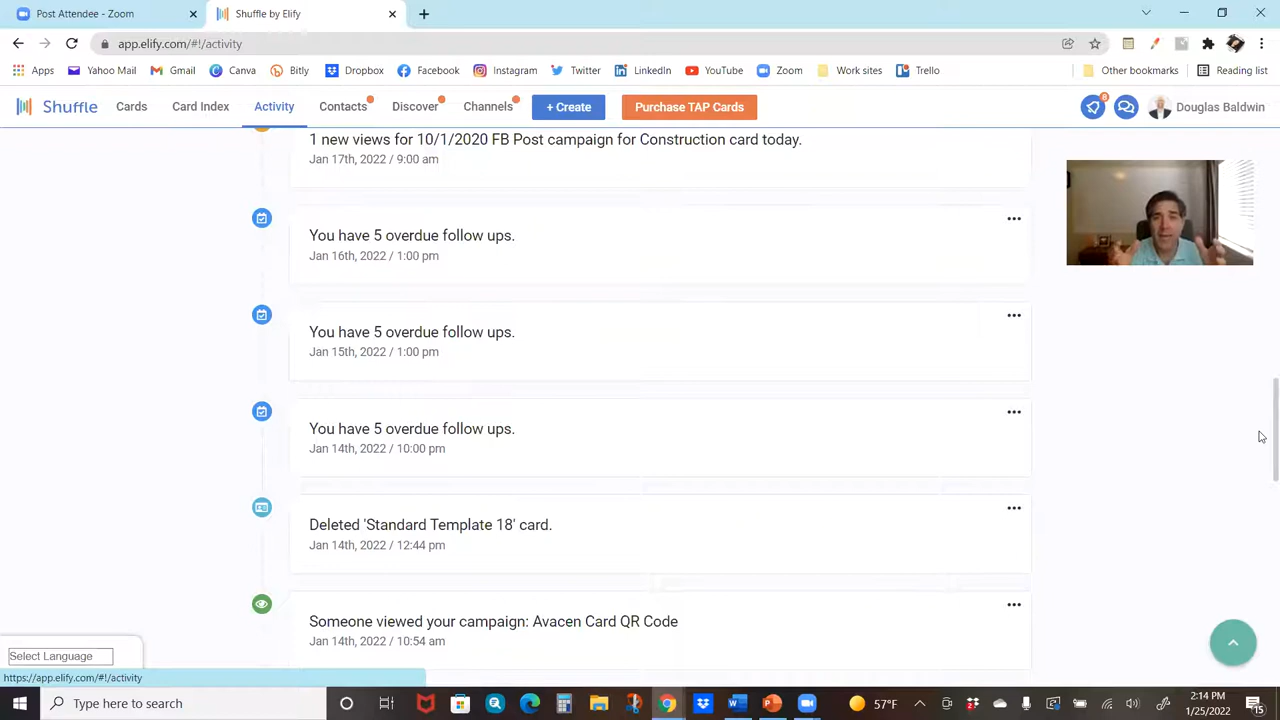 Post Attendee - Zoom
Shuffle by Elify
app.elify.com/#!/activity
Apps
Yahoo Mail
Gmail
Canva
Bitly
Dropbox
Facebook
Instagram
Twitter
LinkedIn
YouTube
Zoom
Work sites
Trello
Other bookmarks
Reading list
Shuffle
Cards
Card Index
Activity
Contacts
Discover
Channels
+ Create
Purchase TAP Cards
8
Douglas Baldwin
1 new views for 10/1/2020 FB Post campaign for Construction card today.
Jan 17th, 2022 / 9:00 am
You have 5 overdue follow ups.
Jan 16th, 2022 / 1:00 pm
You have 5 overdue follow ups.
Jan 15th, 2022 / 1:00 pm
You have 5 overdue follow ups.
Jan 14th, 2022 / 10:00 pm
Deleted 'Standard Template 18' card.
Jan 14th, 2022 / 12:44 pm
Someone viewed your campaign: Avacen Card QR Code
Jan 14th, 2022 / 10:54 am
Select Language
https://app.elify.com/#!/activity
Type here to search
57°F
2:14 PM
1/25/2022
15